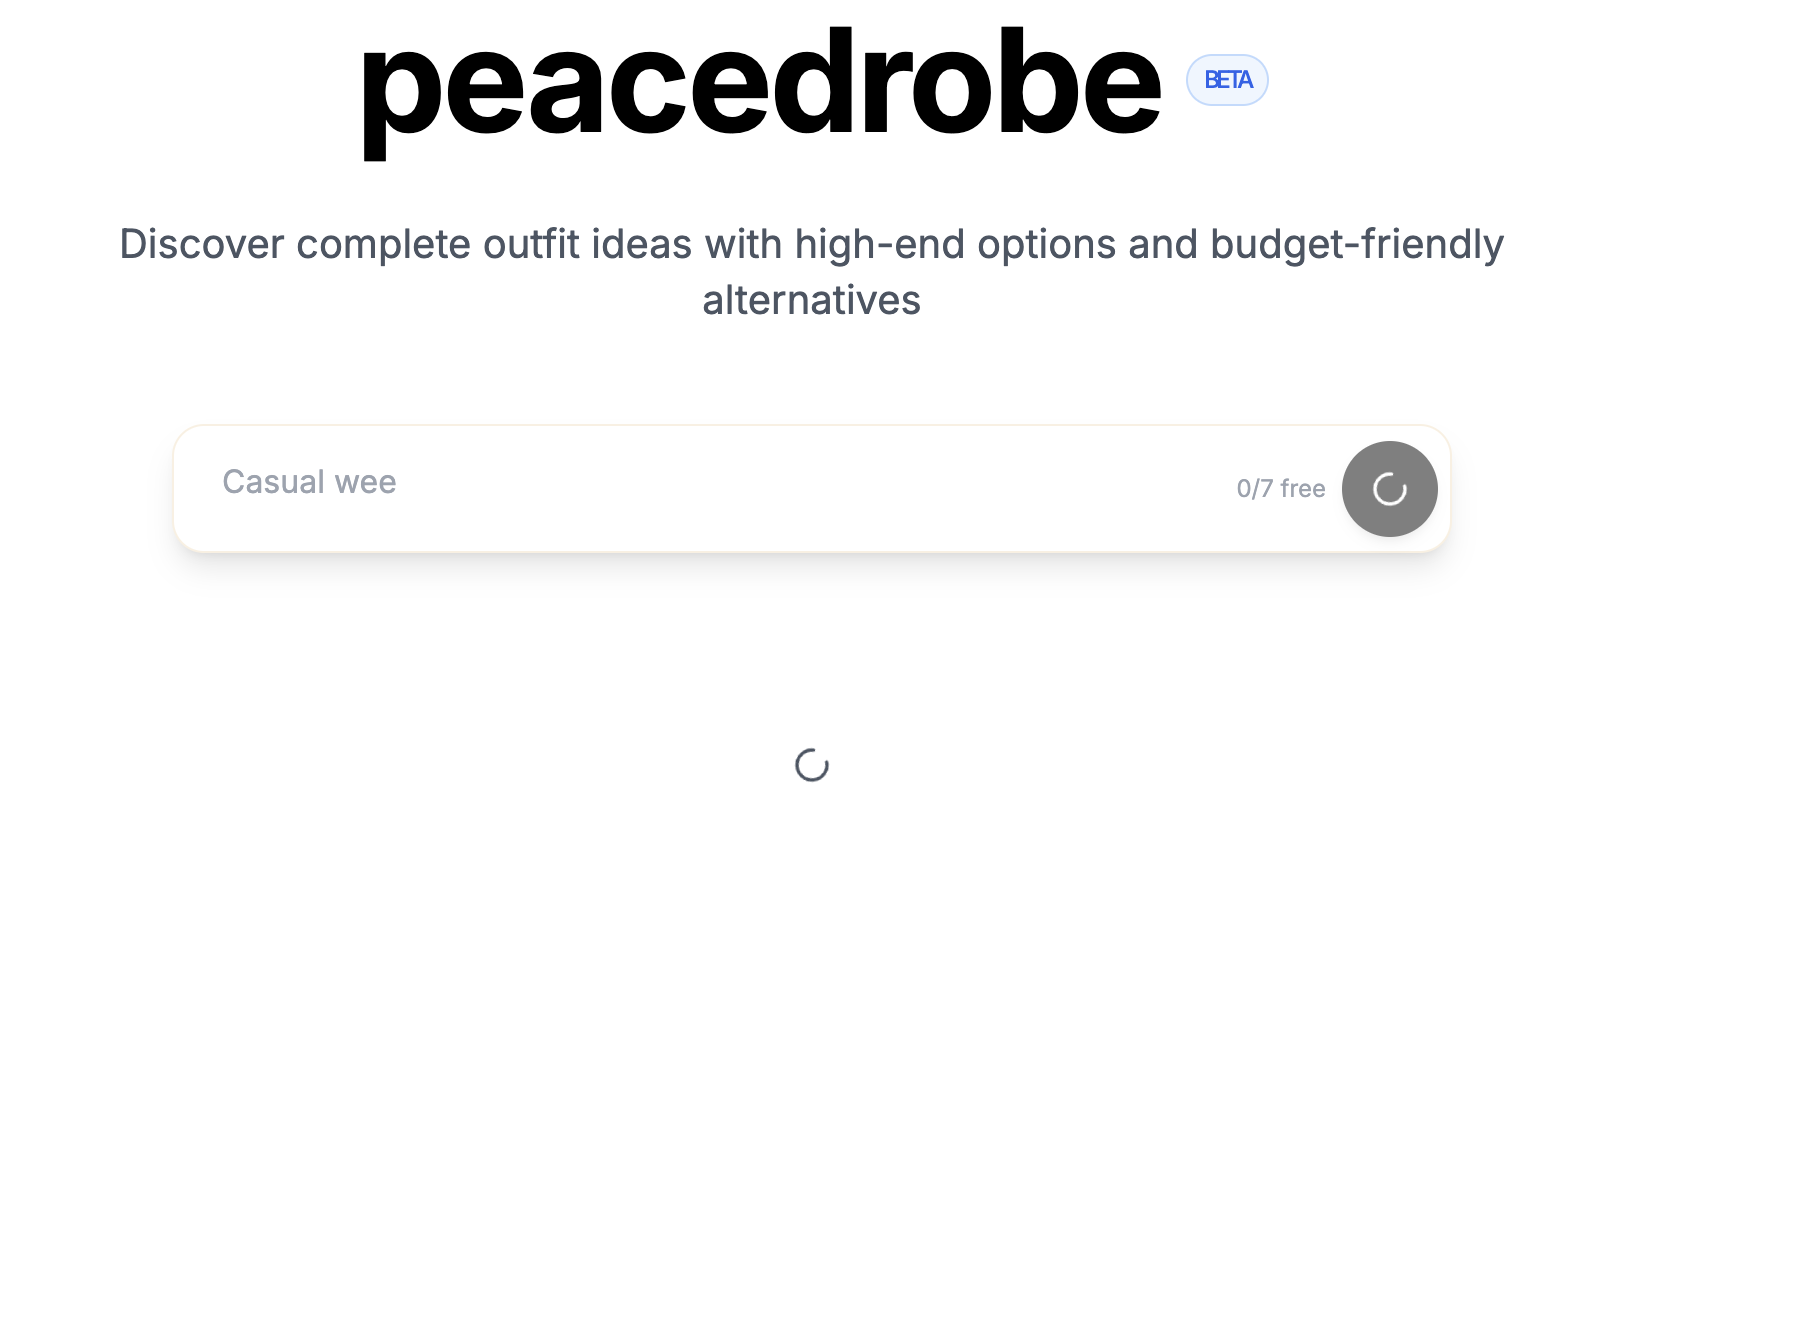 peacedrobe BETA
Discover complete outfit ideas with high-end options and budget-friendly
alternatives
Casual wee 0/7 free